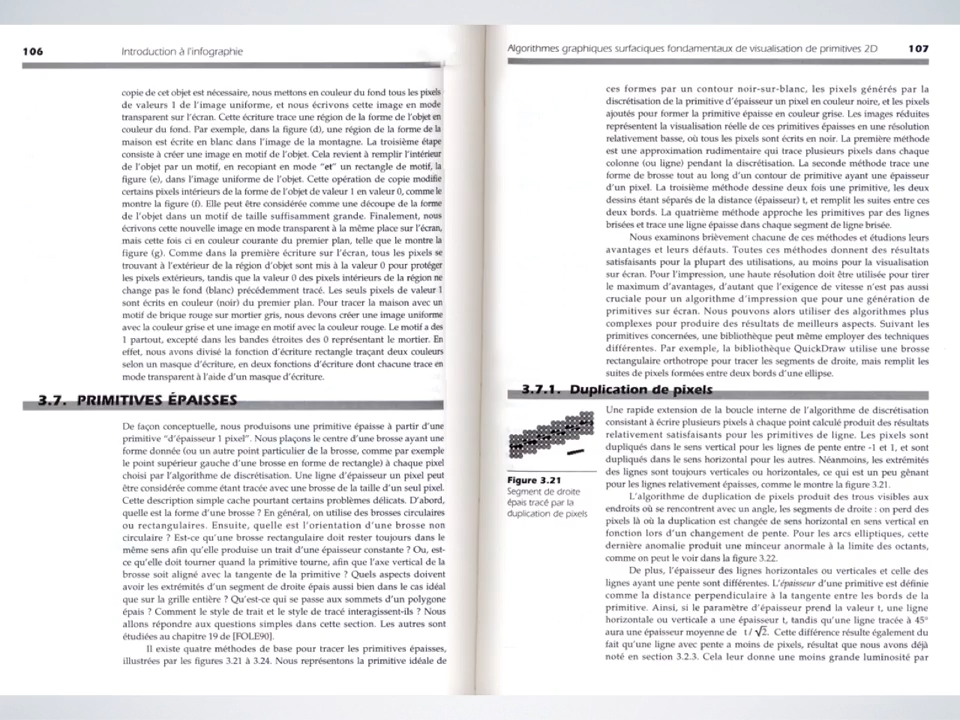 106
Introduction à l'infographie
copie de cet objet est nécessaire, nous mettons en couleur du fond tous les pixels
de valeurs 1 de l'image uniforme, et nous écrivons cette image en mode
transparent sur l'écran. Cette écriture trace une région de la forme de l'objet en
couleur du fond. Par exemple, dans la figure (d), une région de la forme de la
maison est écrite en blanc dans l'image de la montagne. La troisième étape
consiste à créer une image en motif de l'objet. Cela revient à remplir l'intérieur
de l'objet par un motif, en recopiant en mode "et" un rectangle de motif, la
figure (e), dans l'image uniforme de l'objet. Cette opération de copie modifie
certains pixels intérieurs de la forme de l'objet de valeur 1 en valeur 0, comme le
montre la figure (f). Elle peut être considérée comme une découpe de la forme
de l'objet dans un motif de taille suffisamment grande. Finalement, nous
écrivons cette nouvelle image en mode transparent à la même place sur l'écran,
mais cette fois ci en couleur courante du premier plan, telle que le montre la
figure (g). Comme dans la première écriture sur l'écran, tous les pixels se
trouvant à l'extérieur de la région d'objet sont mis à la valeur 0 pour protéger
les pixels extérieurs, tandis que la valeur 0 des pixels intérieurs de la région ne
change pas le fond (blanc) précédemment tracé. Les seuls pixels de valeur 1
sont écrits en couleur (noir) du premier plan. Pour tracer la maison avec un
motif de brique rouge sur mortier gris, nous devons créer une image uniforme
avec la couleur grise et une image en motif avec la couleur rouge. Le motif a des
1 partout, excepté dans les bandes étroites des 0 représentant le mortier. En
effet, nous avons divisé la fonction d'écriture rectangle traçant deux couleurs
selon un masque d'écriture, en deux fonctions d'écriture dont chacune trace en
mode transparent à l'aide d'un masque d'écriture.
3.7. PRIMITIVES ÉPAISSES
De façon conceptuelle, nous produisons une primitive épaisse à partir d'une
primitive "d'épaisseur 1 pixel". Nous plaçons le centre d'une brosse ayant une
forme donnée (ou un autre point particulier de la brosse, comme par exemple
le point supérieur gauche d'une brosse en forme de rectangle) à chaque pixel
choisi par l'algorithme de discrétisation. Une ligne d'épaisseur un pixel peut
être considérée comme étant tracée avec une brosse de la taille d'un seul pixel.
Cette description simple cache pourtant certains problèmes délicats. D'abord,
quelle est la forme d'une brosse ? En général, on utilise des brosses circulaires
ou rectangulaires. Ensuite, quelle est l'orientation d'une brosse non
circulaire ? Est-ce qu'une brosse rectangulaire doit rester toujours dans le
même sens afin qu'elle produise un trait d'une épaisseur constante ? Ou, est-
ce qu'elle doit tourner quand la primitive tourne, afin que l'axe vertical de la
brosse soit aligné avec la tangente de la primitive ? Quels aspects doivent
avoir les extrémités d'un segment de droite épais aussi bien dans le cas idéal
que sur la grille entière ? Qu'est-ce qui se passe aux sommets d'un polygone
épais ? Comment le style de trait et le style de tracé interagissent-ils ? Nous
allons répondre aux questions simples dans cette section. Les autres sont
étudiées au chapitre 19 de [FOLE90].
Il existe quatre méthodes de base pour tracer les primitives épaisses,
illustrées par les figures 3.21 à 3.24. Nous représentons la primitive idéale de
Algorithmes graphiques surfaciques fondamentaux de visualisation de primitives 2D
107
ces formes par un contour noir-sur-blanc, les pixels générés par la
discrétisation de la primitive d'épaisseur un pixel en couleur noire, et les pixels
ajoutés pour former la primitive épaisse en couleur grise. Les images réduites
représentent la visualisation réelle de ces primitives épaisses en une résolution
relativement basse, où tous les pixels sont écrits en noir. La première méthode
est une approximation rudimentaire qui trace plusieurs pixels dans chaque
colonne (ou ligne) pendant la discrétisation. La seconde méthode trace une
forme de brosse tout au long d'un contour de primitive ayant une épaisseur
d'un pixel. La troisième méthode dessine deux fois une primitive, les deux
dessins étant séparés de la distance (épaisseur) t, et remplit les suites entre ces
deux bords. La quatrième méthode approche les primitives par des lignes
brisées et trace une ligne épaisse dans chaque segment de ligne brisée.
Nous examinons brièvement chacune de ces méthodes et étudions leurs
avantages et leurs défauts. Toutes ces méthodes donnent des résultats
satisfaisants pour la plupart des utilisations, au moins pour la visualisation
sur écran. Pour l'impression, une haute résolution doit être utilisée pour tirer
le maximum d'avantages, d'autant que l'exigence de vitesse n'est pas aussi
cruciale pour un algorithme d'impression que pour une génération de
primitives sur écran. Nous pouvons alors utiliser des algorithmes plus
complexes pour produire des résultats de meilleurs aspects. Suivant les
primitives concernées, une bibliothèque peut même employer des techniques
différentes. Par exemple, la bibliothèque QuickDraw utilise une brosse
rectangulaire orthotrope pour tracer les segments de droite, mais remplit les
suites de pixels formées entre deux bords d'une ellipse.
3.7.1. Duplication de pixels
Une rapide extension de la boucle interne de l'algorithme de discrétisation
consistant à écrire plusieurs pixels à chaque point calculé produit des résultats
relativement satisfaisants pour les primitives de ligne. Les pixels sont
dupliqués dans le sens vertical pour les lignes de pente entre -1 et 1, et sont
dupliqués dans le sens horizontal pour les autres. Néanmoins, les extrémités
des lignes sont toujours verticales ou horizontales, ce qui est un peu gênant
pour les lignes relativement épaisses, comme le montre la figure 3.21.
Figure 3.21
Segment de droite
épais tracé par la
duplication de pixels
L'algorithme de duplication de pixels produit des trous visibles aux
endroits où se rencontrent avec un angle, les segments de droite : on perd des
pixels là où la duplication est changée de sens horizontal en sens vertical en
fonction lors d'un changement de pente. Pour les arcs elliptiques, cette
dernière anomalie produit une minceur anormale à la limite des octants,
comme on peut le voir dans la figure 3.22.
De plus, l'épaisseur des lignes horizontales ou verticales et celle des
lignes ayant une pente sont différentes. L'épaisseur d'une primitive est définie
comme la distance perpendiculaire à la tangente entre les bords de la
primitive. Ainsi, si le paramètre d'épaisseur prend la valeur t, une ligne
horizontale ou verticale a une épaisseur t, tandis qu'une ligne tracée à 45°
aura une épaisseur moyenne de t/√2. Cette différence résulte également du
fait qu'une ligne avec pente a moins de pixels, résultat que nous avons déjà
noté en section 3.2.3. Cela leur donne une moins grande luminosité par